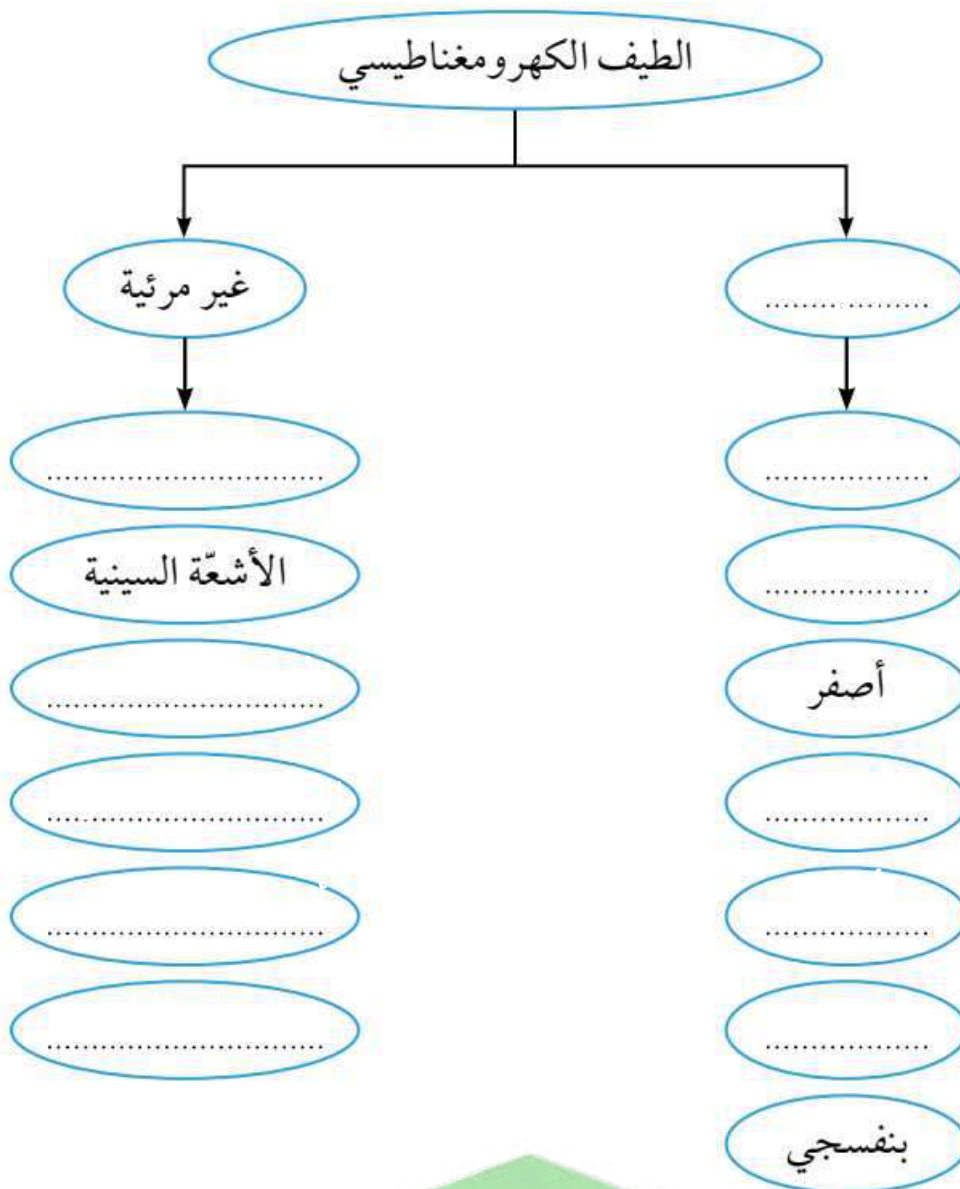 الطيف الكهرومغناطيسي
غير مرئية
الأشعّة السينية
أصفر
بنفسجي